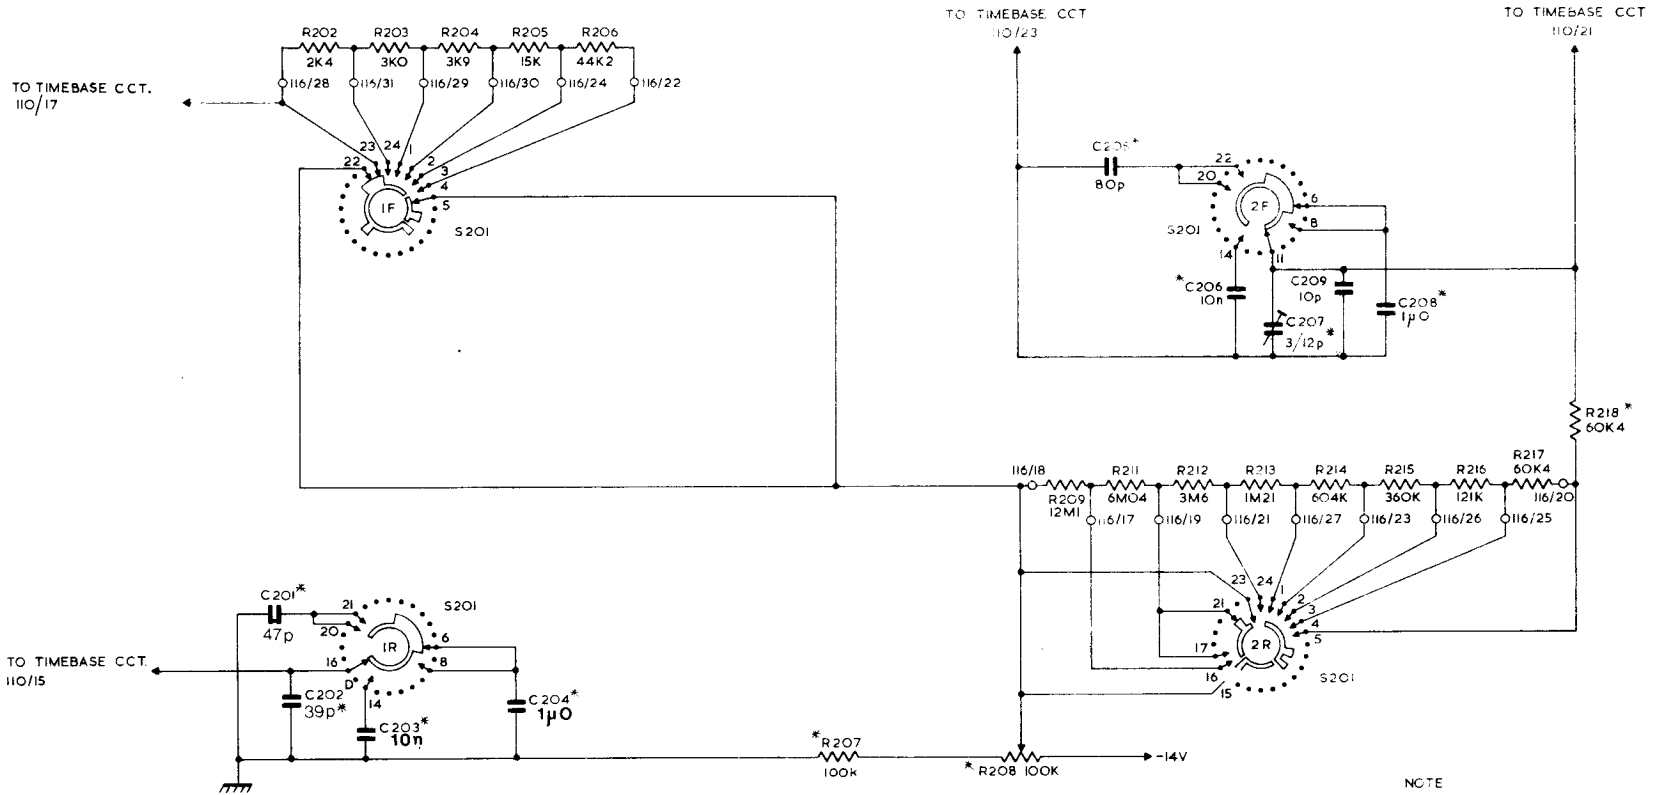 TO TIMEBASE CCT
110/23
TO TIMEBASE CCT
110/21
R202 R203 R204 R205 R206
2K4 3K0 3K9 15K 44K2
116/28 116/31 116/29 116/30 116/24 116/22
TO TIMEBASE CCT.
110/17
23 24 1
22 2
3
4
5
1F
S201
C205*
80p
22
20
6
8
2F
S201
14 11
*C206
10n
C209
10p
C208*
1µ0
C207
3/12p*
R218*
60K4
116/18 R211 R212 R213 R214 R215 R216 R217
60K4
R209 6M04 3M6 1M21 604K 360K 121K 116/20
12M1
116/17 116/19 116/21 116/27 116/23 116/26 116/25
23 24 1
2
21 3
4
5
2R
17
16
15
S201
C201*
47p
21
20
S201
6
1R
16 8
D
14
TO TIMEBASE CCT.
110/15
C202
39p*
C204*
1µ0
C203*
10n
*R207
100k
*R208 100K
-14V
NOTE